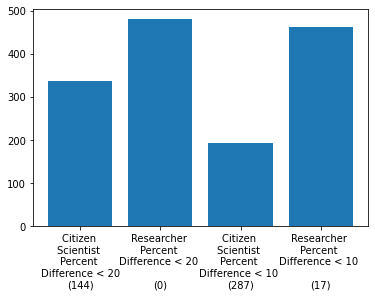 500
400
300
200
100
0
Citizen
Scientist
Percent
Difference < 20
(144)
Researcher
Percent
Difference < 20
(0)
Citizen
Scientist
Percent
Difference < 10
(287)
Researcher
Percent
Difference < 10
(17)